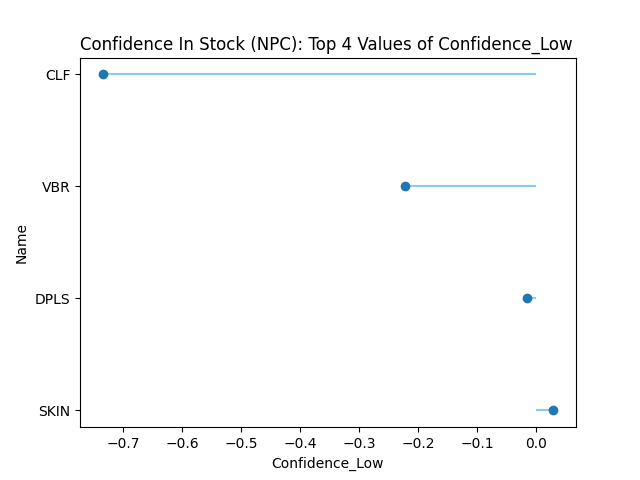 Confidence In Stock (NPC): Top 4 Values of Confidence_Low
CLF
VBR
DPLS
SKIN
Name
−0.7 −0.6 −0.5 −0.4 −0.3 −0.2 −0.1 0.0
Confidence_Low